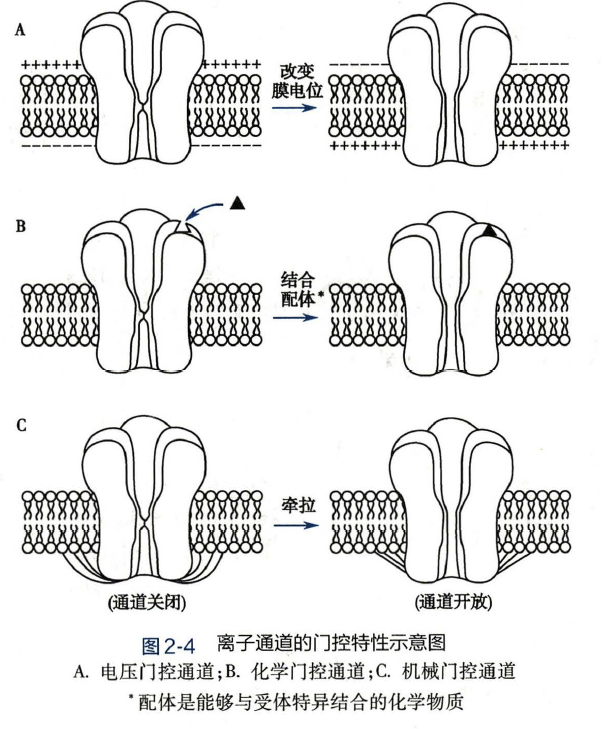 A
+++++++
++++++
−−−−−−−
−−−−−−−
改变
膜电位
−−−−−−−
−−−−−−−
+++++++
+++++++
B
▲
结合
配体*
C
牵拉
(通道关闭)
(通道开放)
图2-4 离子通道的门控特性示意图
A. 电压门控通道;B. 化学门控通道;C. 机械门控通道
*配体是能够与受体特异结合的化学物质